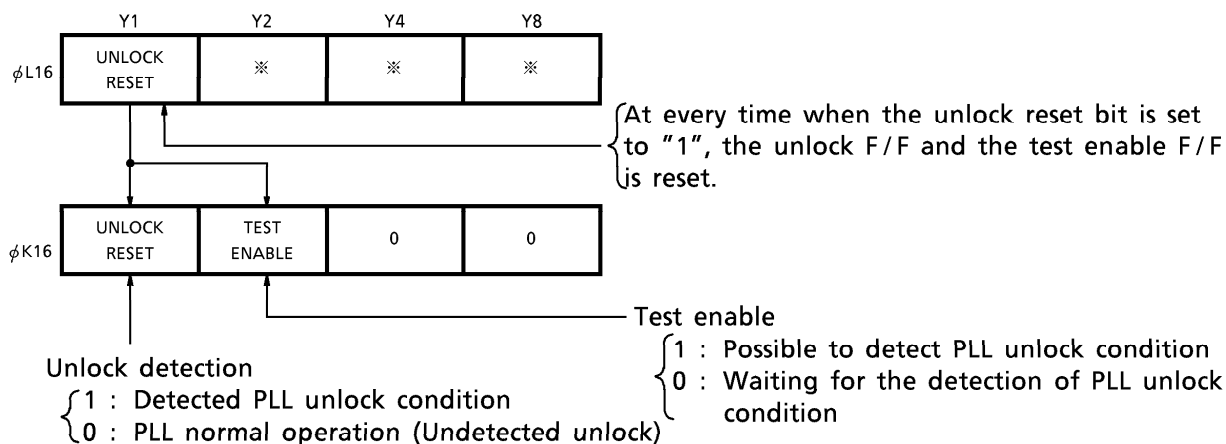 Y1 Y2 Y4 Y8
φL16 UNLOCK RESET ※ ※ ※
At every time when the unlock reset bit is set
to "1", the unlock F/F and the test enable F/F
is reset.
φK16 UNLOCK RESET TEST ENABLE 0 0
Test enable
1 : Possible to detect PLL unlock condition
0 : Waiting for the detection of PLL unlock
condition
Unlock detection
1 : Detected PLL unlock condition
0 : PLL normal operation (Undetected unlock)